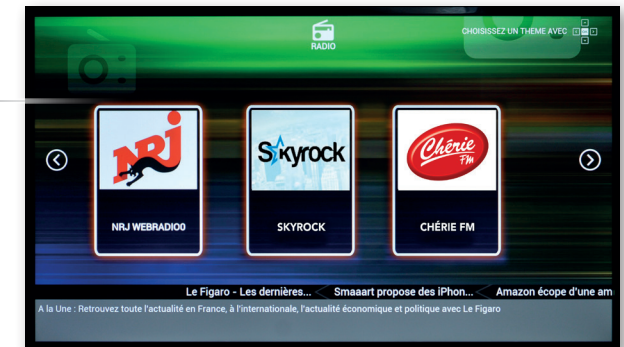 RADIO
CHOISISSEZ UN THEME AVEC
NRJ
Skyrock
Chérie
FM
NRJ WEBRADIO0
SKYROCK
CHÉRIE FM
Le Figaro - Les dernières... Smaaart propose des iPhon... Amazon écope d'une am
A la Une : Retrouvez toute l'actualité en France, à l'internationale, l'actualité économique et politique avec Le Figaro